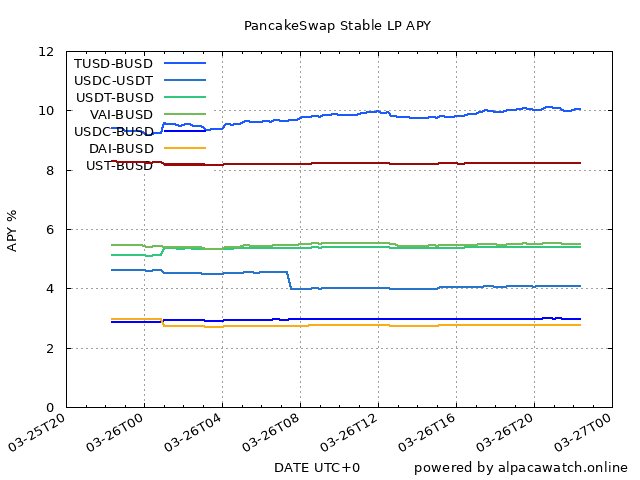 PancakeSwap Stable LP APY
12
10
8
6
4
2
0
APY %
TUSD-BUSD
USDC-USDT
USDT-BUSD
VAI-BUSD
USDC-BUSD
DAI-BUSD
UST-BUSD
03-25T20
03-26T00
03-26T04
03-26T08
03-26T12
03-26T16
03-26T20
03-27T00
DATE UTC+0
powered by alpacawatch.online